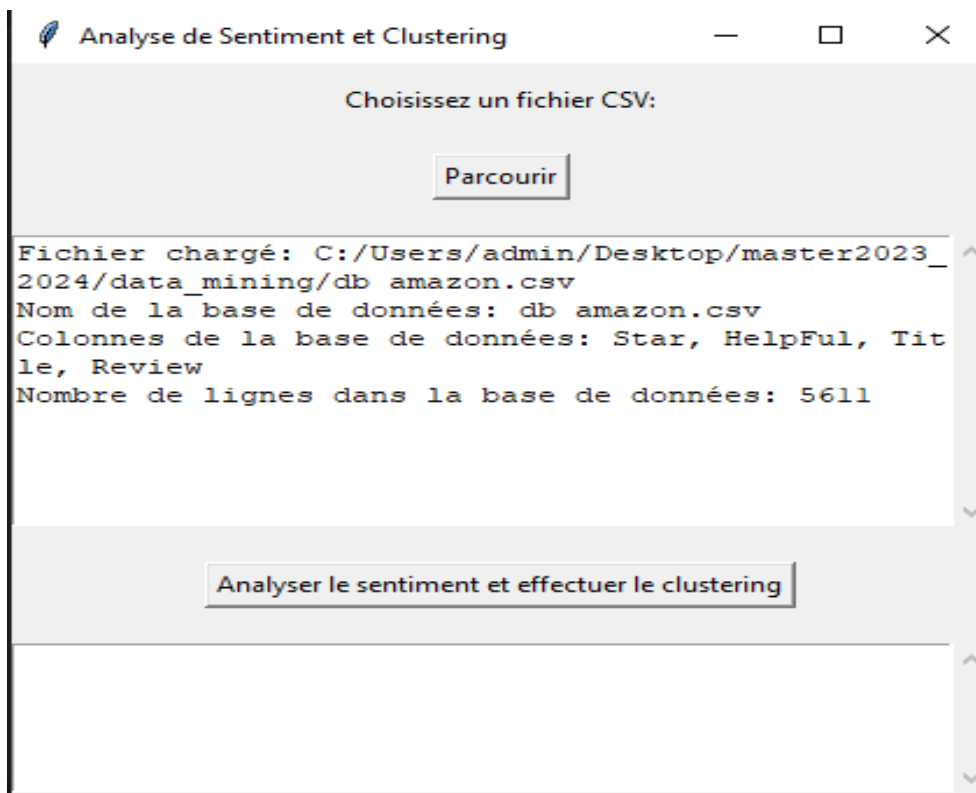 Analyse de Sentiment et Clustering
Choisissez un fichier CSV:
Parcourir
Fichier chargé: C:/Users/admin/Desktop/master2023_
2024/data_mining/db amazon.csv
Nom de la base de données: db amazon.csv
Colonnes de la base de données: Star, HelpFul, Tit
le, Review
Nombre de lignes dans la base de données: 5611
Analyser le sentiment et effectuer le clustering